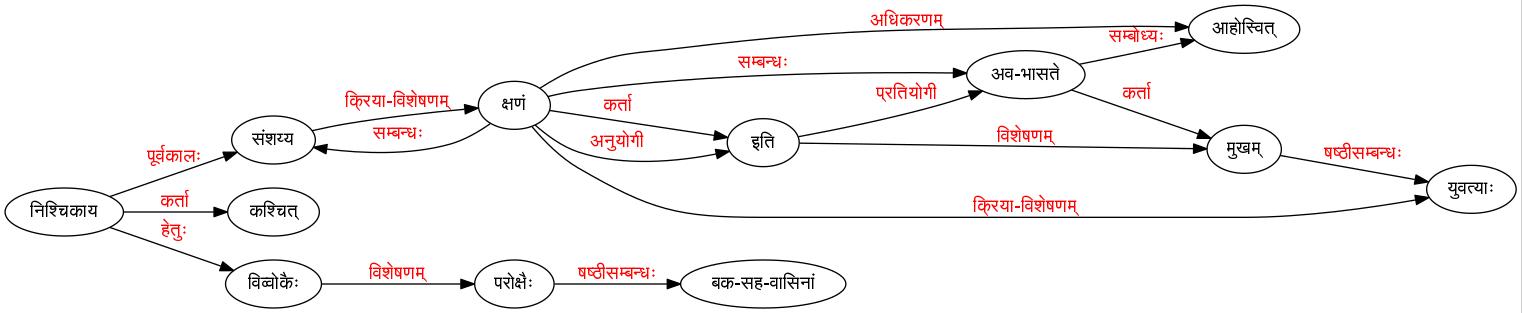 अधिकरणम्
आहोस्वित्
सम्बोध्यः
सम्बन्धः
अव-भासते
क्रिया-विशेषणम्
क्षणं
कर्ता
प्रतियोगी
कर्ता
संशय्य
सम्बन्धः
अनुयोगी
इति
विशेषणम्
मुखम्
पूर्वकालः
षष्ठीसम्बन्धः
युवत्याः
निश्चिकाय
कर्ता
कश्चित्
क्रिया-विशेषणम्
हेतुः
विव्वोकैः
विशेषणम्
परोक्षैः
षष्ठीसम्बन्धः
बक-सह-वासिनां